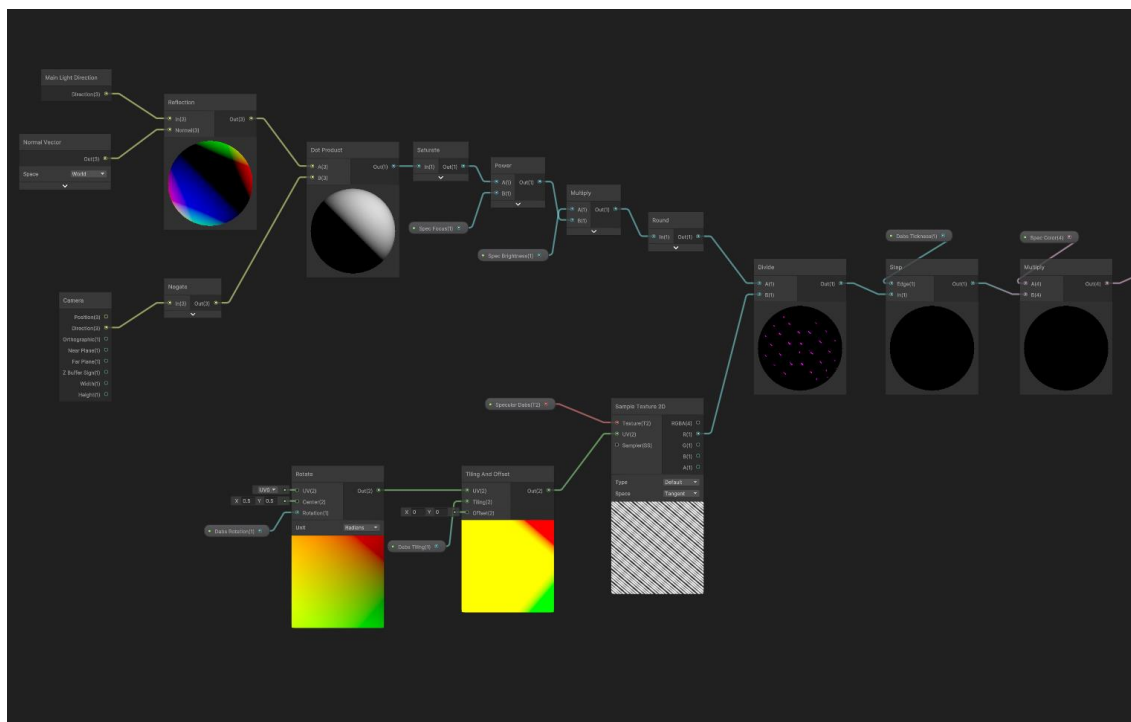 Main Light Direction
Direction(3)
Normal Vector
Out(3)
Space World
Reflection
In(3) Out(3)
Normal(3)
Dot Product
A(3) Out(1)
B(3)
Saturate
In(1) Out(1)
Power
A(1) Out(1)
B(1)
Spec Focus(1)
Multiply
A(1) Out(1)
B(1)
Spec Brightness(1)
Round
In(1) Out(1)
Camera
Position(3)
Direction(3)
Orthographic(1)
Near Plane(1)
Far Plane(1)
Z Buffer Sign(1)
Width(1)
Height(1)
Negate
In(3) Out(3)
Divide
A(1) Out(1)
B(1)
Dabs Tickness(1)
Step
Edge(1) Out(1)
In(1)
Spec Color(4)
Multiply
A(4) Out(4)
B(4)
Specular Dabs(T2)
Sample Texture 2D
Texture(T2) RGBA(4)
UV(2) R(1)
Sampler(SS) G(1)
B(1)
A(1)
Type Default
Space Tangent
Rotate
UV0 UV(2) Out(2)
X 0.5 Y 0.5 Center(2)
Rotation(1)
Dabs Rotation(1)
Unit Radians
Tiling And Offset
UV(2) Out(2)
Tiling(2)
X 0 Y 0 Offset(2)
Dabs Tiling(1)